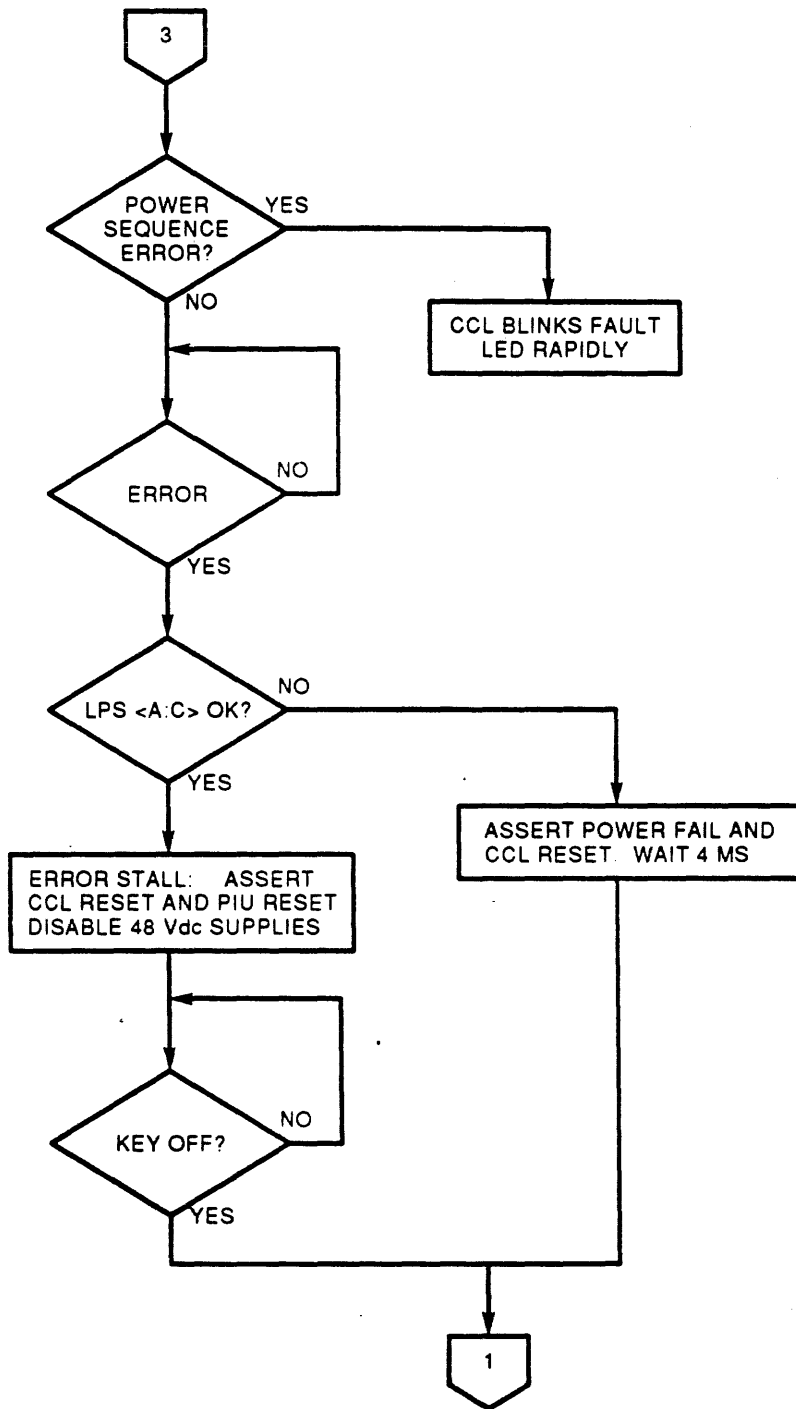 3
POWER
SEQUENCE
ERROR?
YES
NO
CCL BLINKS FAULT
LED RAPIDLY
ERROR
NO
YES
LPS <A:C> OK?
NO
YES
ASSERT POWER FAIL AND
CCL RESET. WAIT 4 MS
ERROR STALL: ASSERT
CCL RESET AND PIU RESET
DISABLE 48 Vdc SUPPLIES
KEY OFF?
NO
YES
1